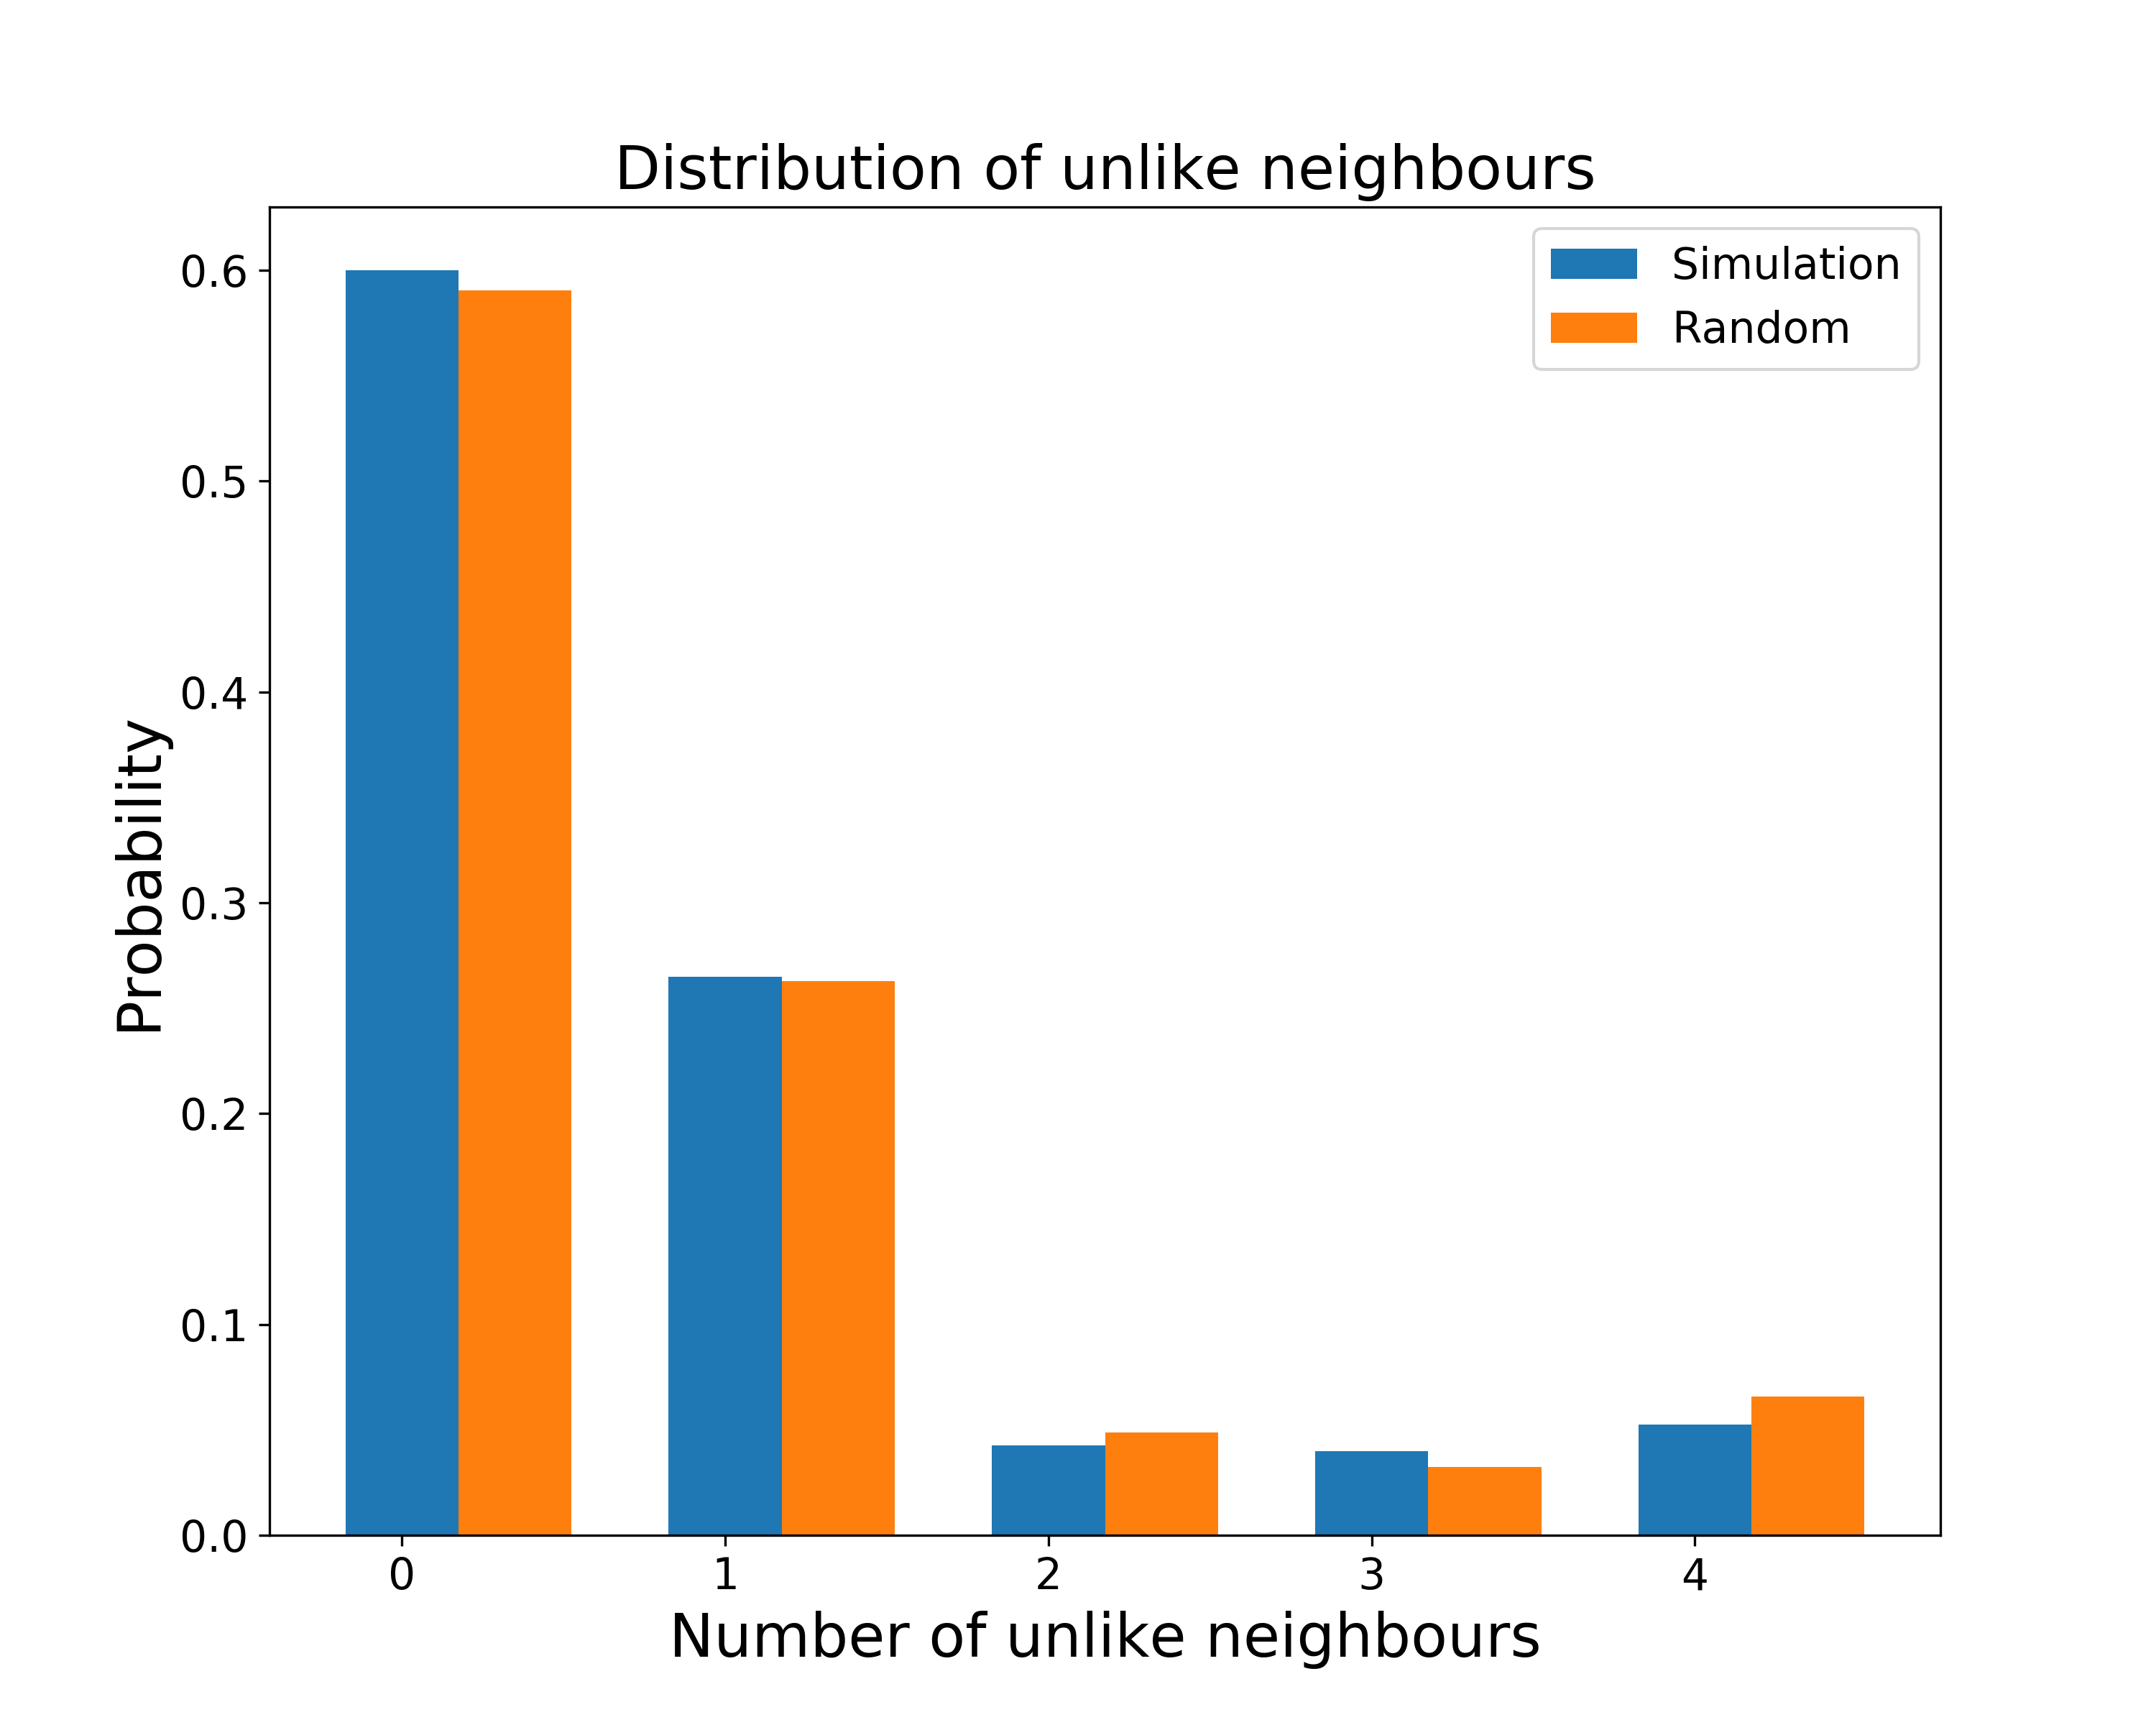 Distribution of unlike neighbours
Simulation
Random
0.6
0.5
0.4
0.3
0.2
0.1
0.0
Probability
0 1 2 3 4
Number of unlike neighbours